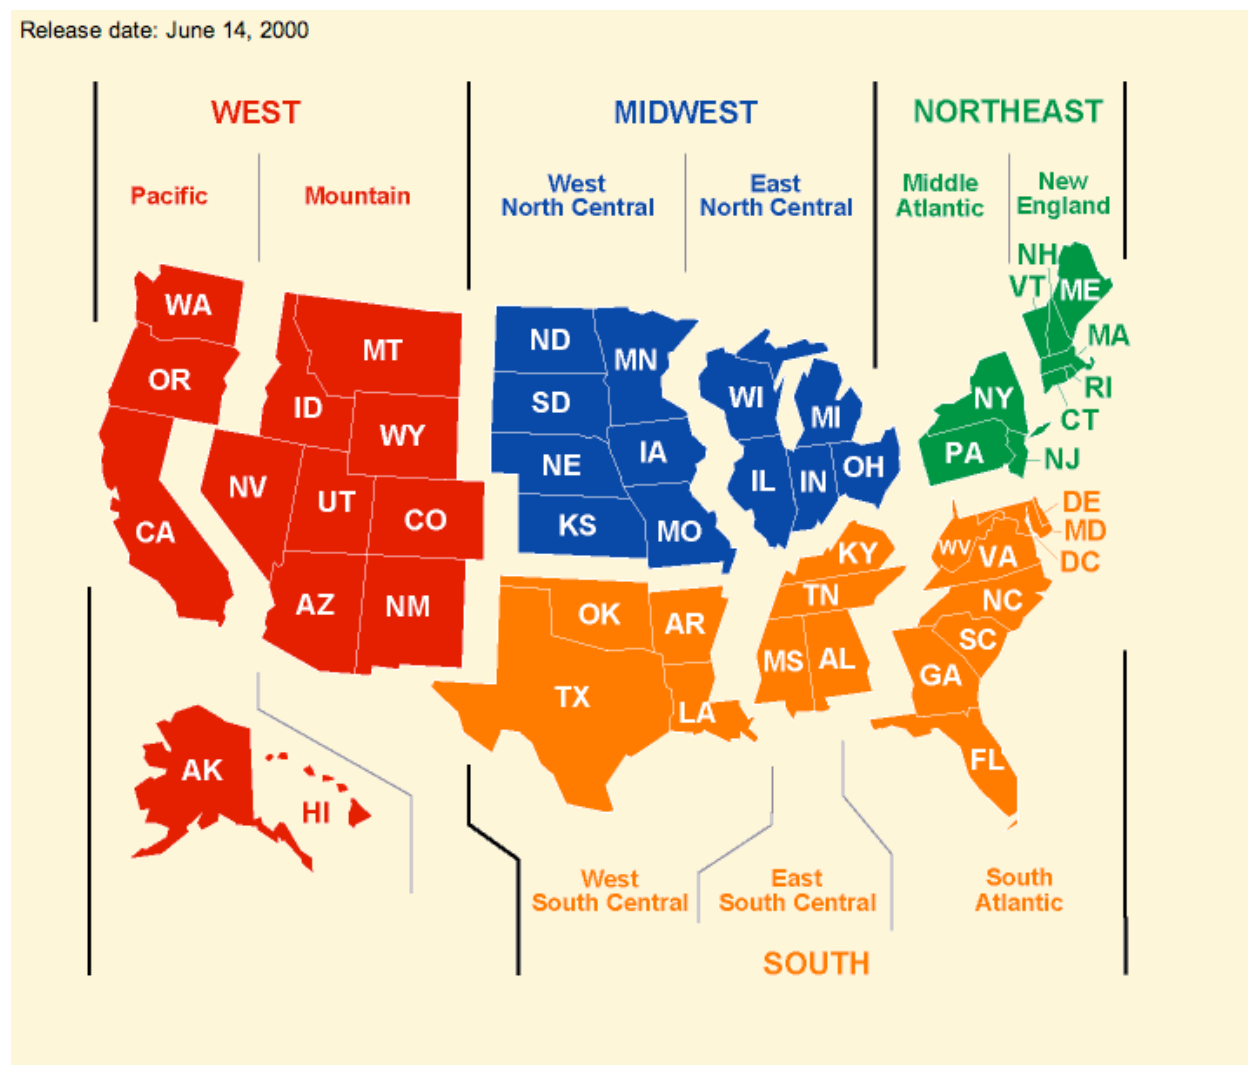 Release date: June 14, 2000
WEST
MIDWEST
NORTHEAST
Pacific
Mountain
West
North Central
East
North Central
Middle
Atlantic
New
England
WA
OR
CA
AK
HI
MT
ID
WY
NV
UT
CO
AZ
NM
ND
MN
SD
IA
NE
KS
MO
WI
MI
IL
IN
OH
NH
VT
ME
MA
RI
CT
NY
PA
NJ
OK
AR
TX
LA
KY
TN
MS
AL
DE
MD
DC
WV
VA
NC
SC
GA
FL
West
South Central
East
South Central
South
Atlantic
SOUTH